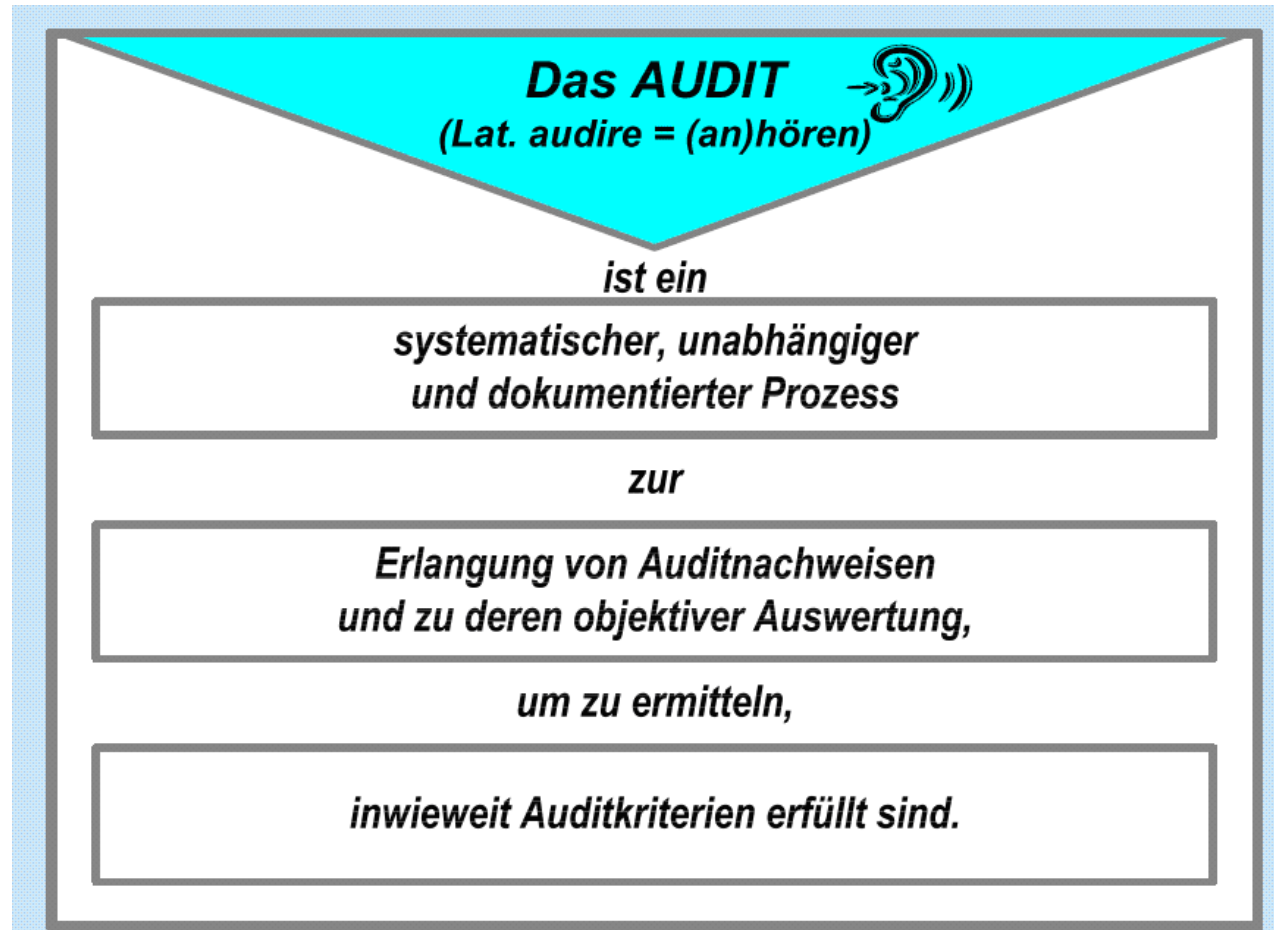 Das AUDIT
(Lat. audire = (an)hören)
ist ein
systematischer, unabhängiger
und dokumentierter Prozess
zur
Erlangung von Auditnachweisen
und zu deren objektiver Auswertung,
um zu ermitteln,
inwieweit Auditkriterien erfüllt sind.